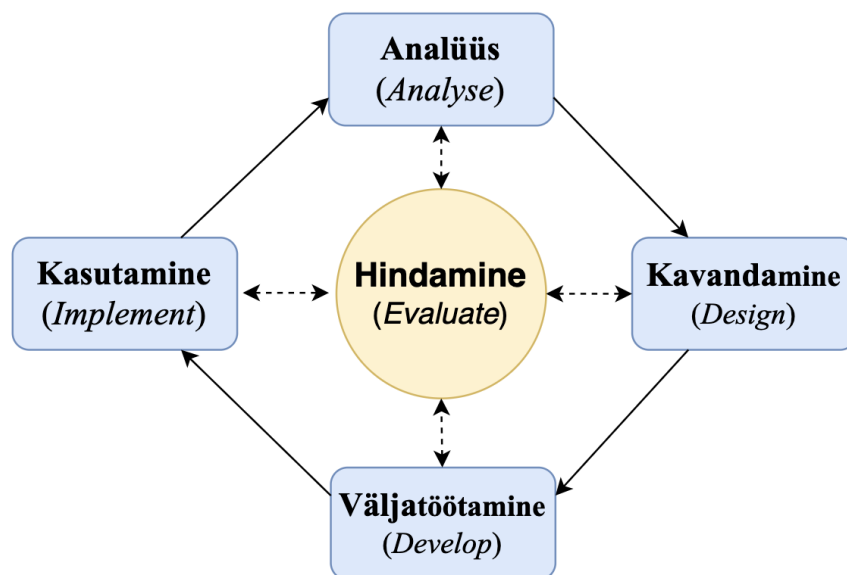 Analüüs
(Analyse)
Kasutamine
(Implement)
Hindamine
(Evaluate)
Kavandamine
(Design)
Väljatöötamine
(Develop)